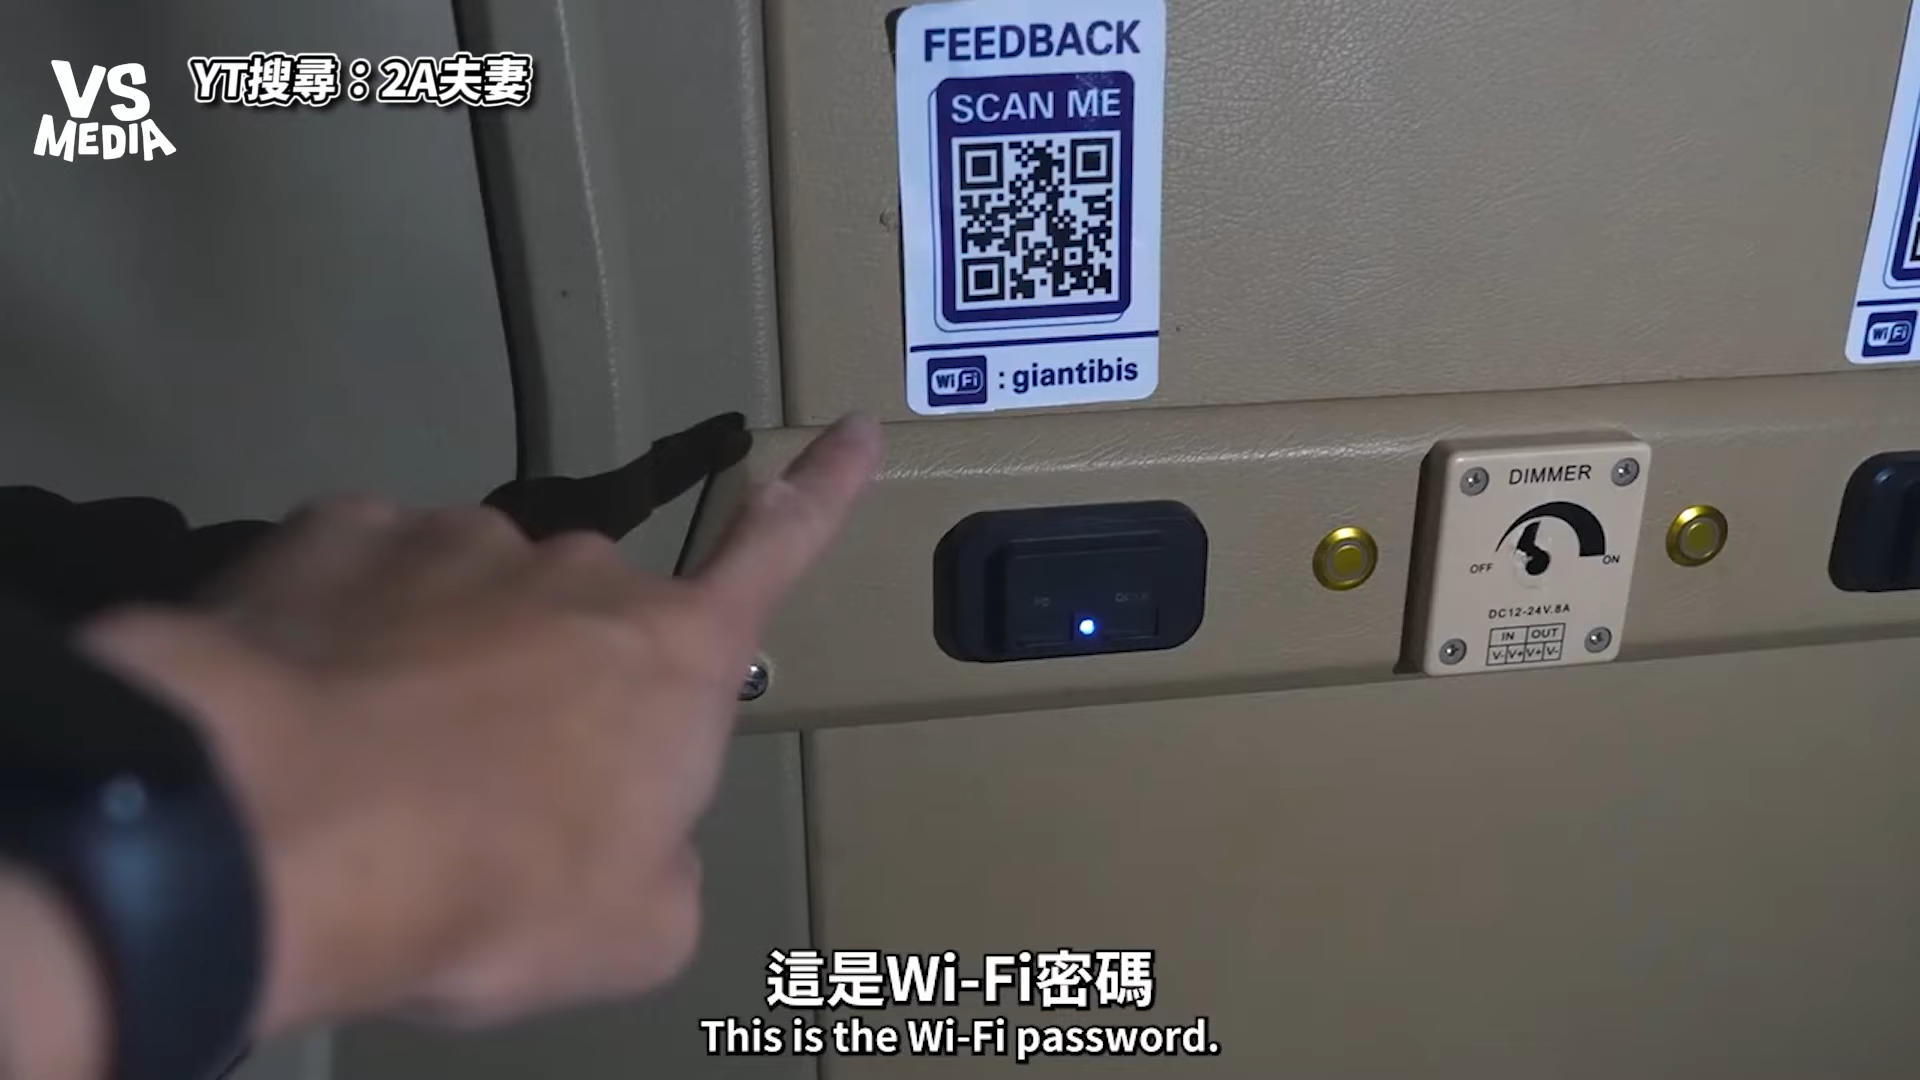 VS
MEDIA
YT搜尋：2A夫妻
FEEDBACK
SCAN ME
WiFi : giantibis
WiFi
DIMMER
OFF
ON
DC12-24V.8A
IN OUT
V- V+ V+ V-
這是Wi-Fi密碼
This is the Wi-Fi password.